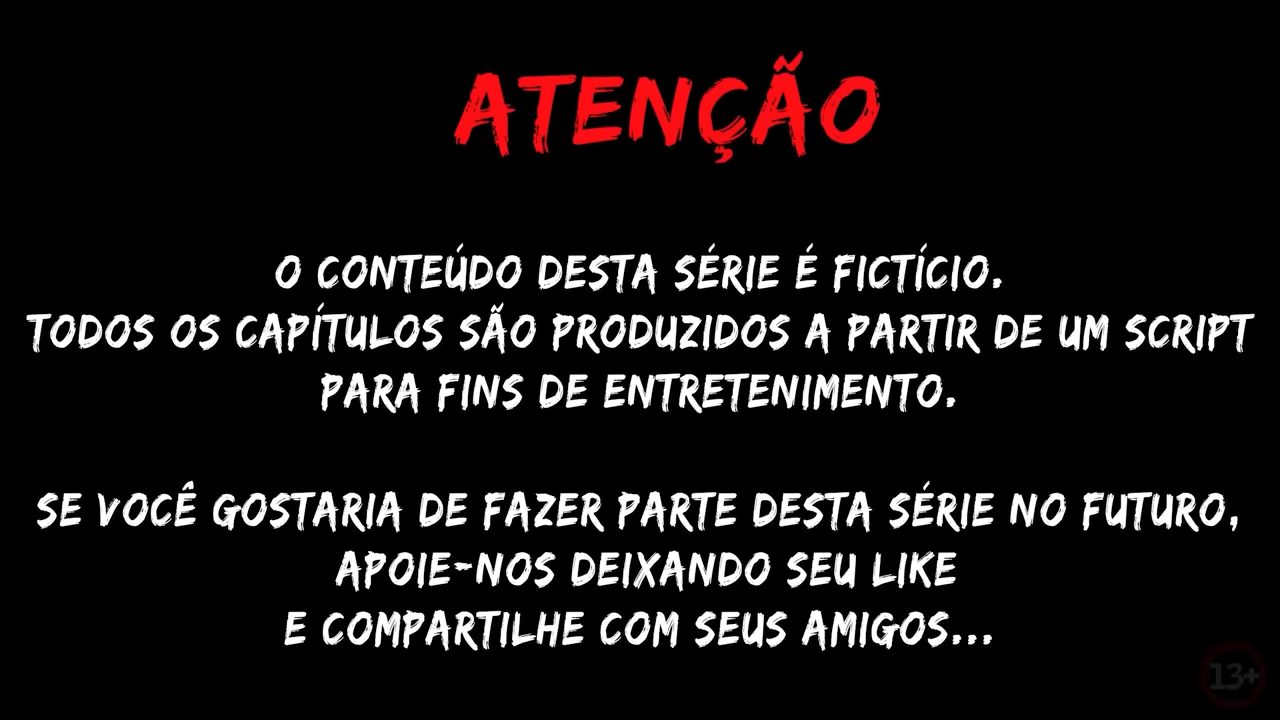 ATENÇÃO
O CONTEÚDO DESTA SÉRIE É FICTÍCIO.
TODOS OS CAPÍTULOS SÃO PRODUZIDOS A PARTIR DE UM SCRIPT
PARA FINS DE ENTRETENIMENTO.
SE VOCÊ GOSTARIA DE FAZER PARTE DESTA SÉRIE NO FUTURO,
APOIE-NOS DEIXANDO SEU LIKE
E COMPARTILHE COM SEUS AMIGOS...
13+